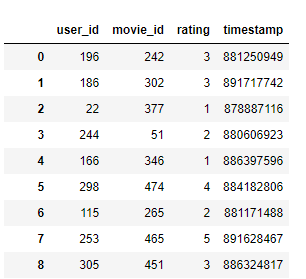 user_id movie_id rating timestamp
0 196 242 3 881250949
1 186 302 3 891717742
2 22 377 1 878887116
3 244 51 2 880606923
4 166 346 1 886397596
5 298 474 4 884182806
6 115 265 2 881171488
7 253 465 5 891628467
8 305 451 3 886324817